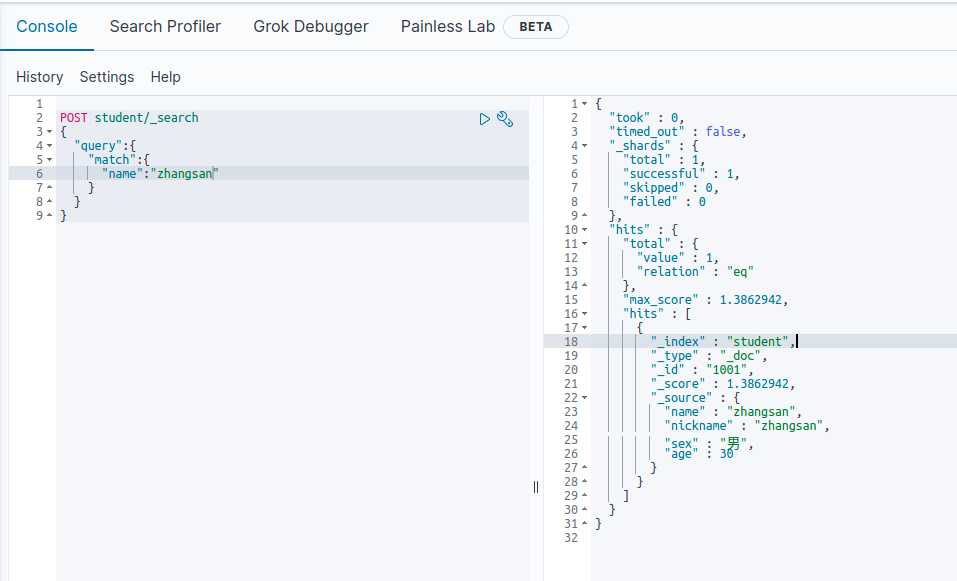 Console Search Profiler Grok Debugger Painless Lab BETA
History Settings Help
1
2 POST student/_search
3 {
4 "query":{
5 "match":{
6 "name":"zhangsan"
7 }
8 }
9 }
1 {
2 "took" : 0,
3 "timed_out" : false,
4 "_shards" : {
5 "total" : 1,
6 "successful" : 1,
7 "skipped" : 0,
8 "failed" : 0
9 },
10 "hits" : {
11 "total" : {
12 "value" : 1,
13 "relation" : "eq"
14 },
15 "max_score" : 1.3862942,
16 "hits" : [
17 {
18 "_index" : "student",
19 "_type" : "_doc",
20 "_id" : "1001",
21 "_score" : 1.3862942,
22 "_source" : {
23 "name" : "zhangsan",
24 "nickname" : "zhangsan",
25 "sex" : "男",
26 "age" : 30
27 }
28 }
29 ]
30 }
31 }
32